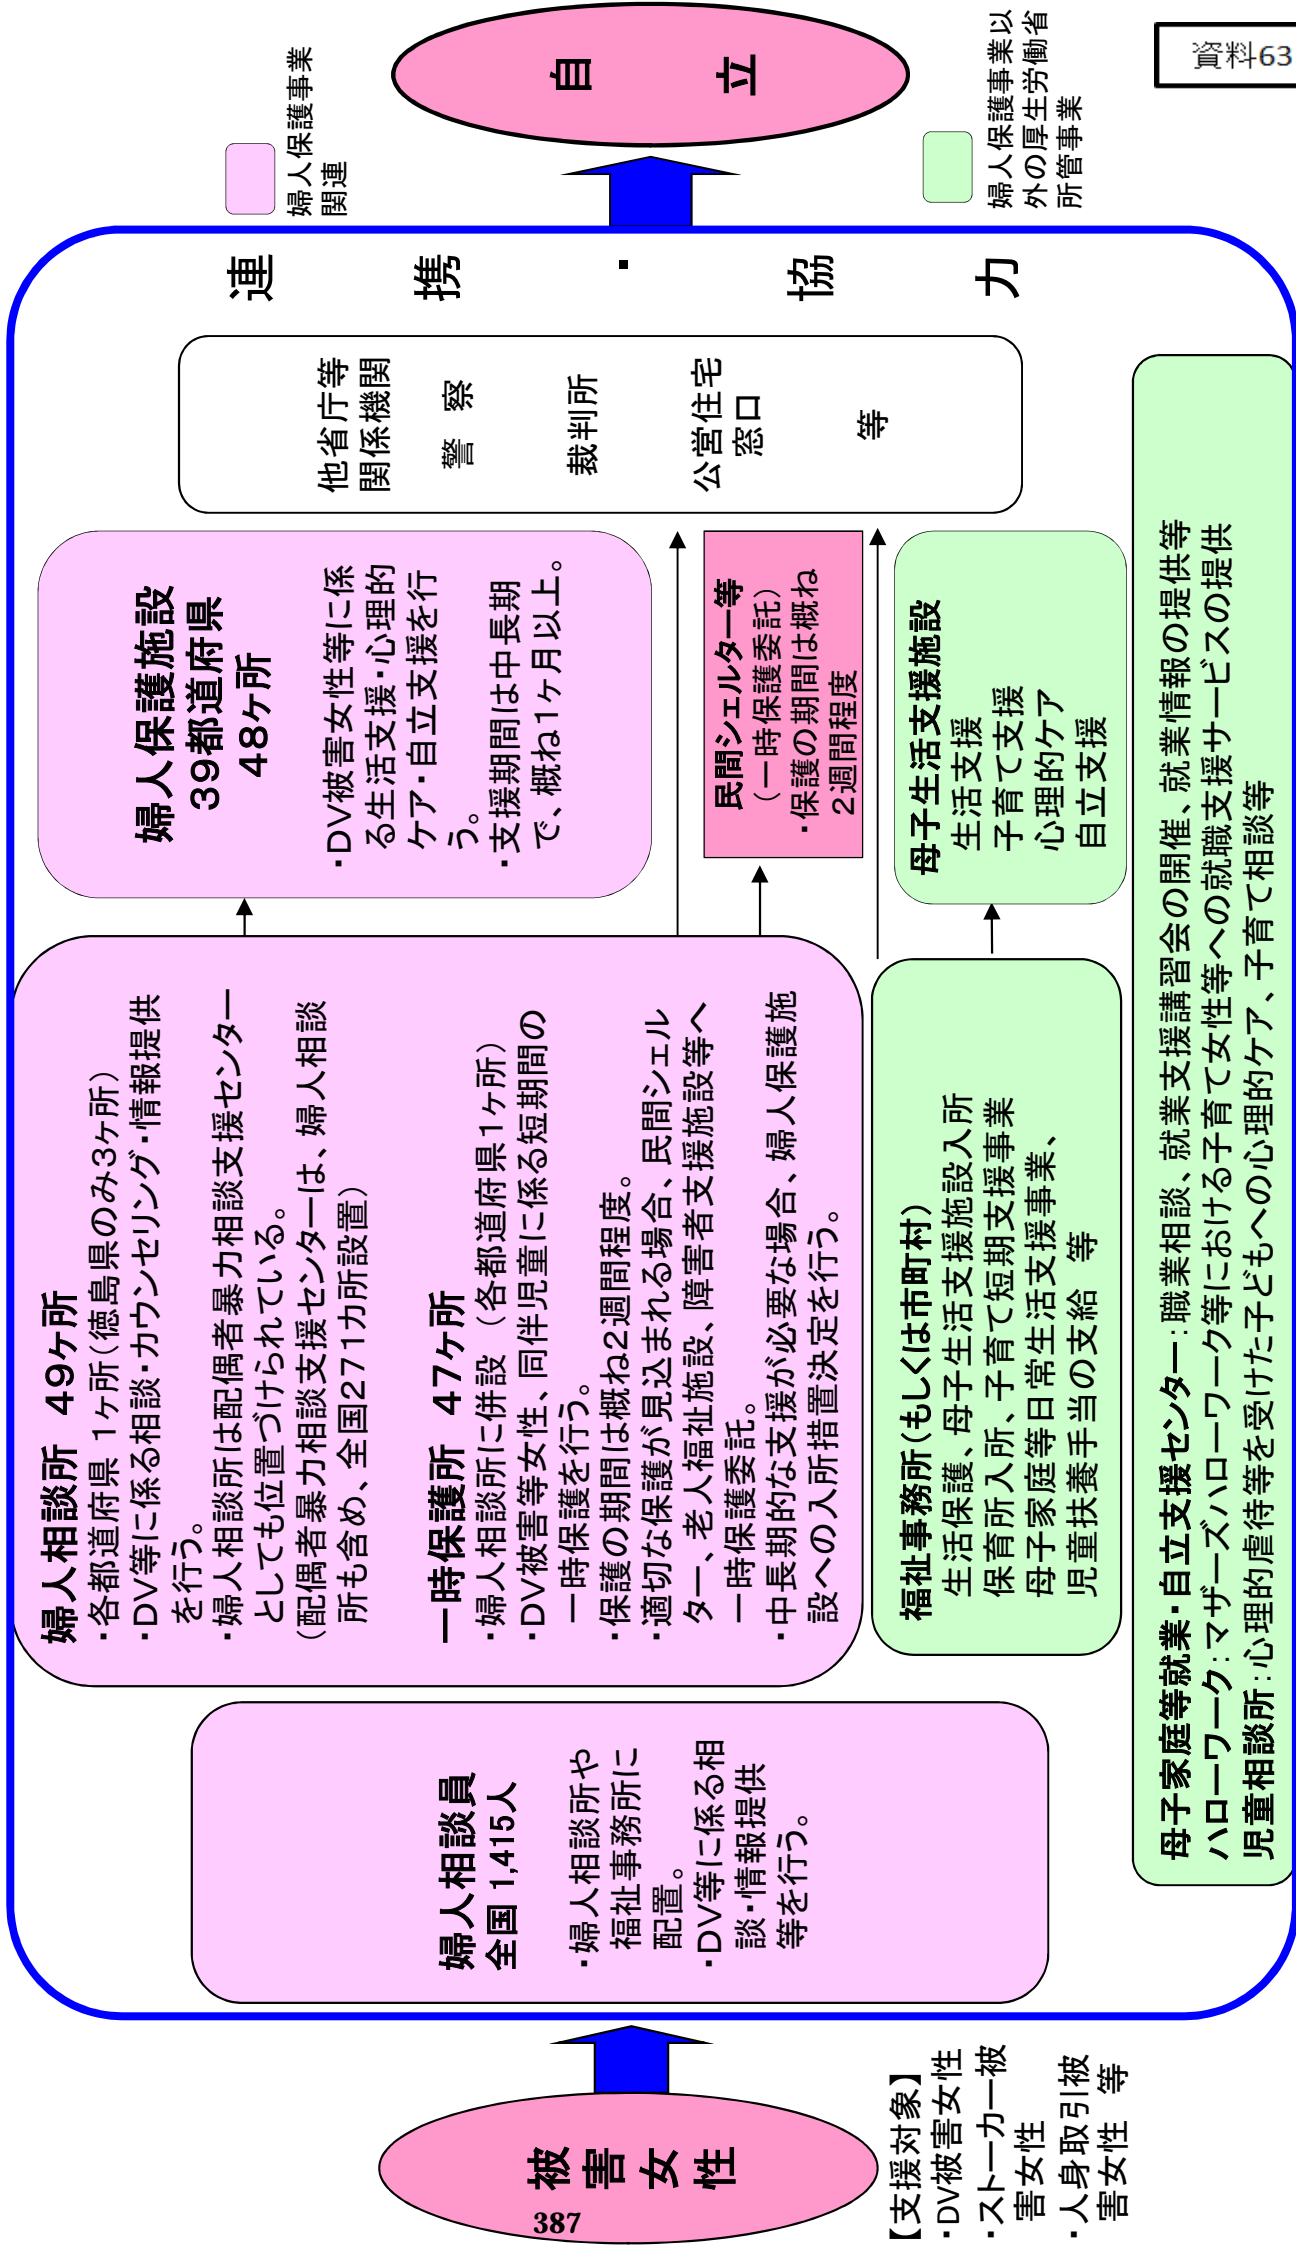 資料63
被害女性
【支援対象】
・DV被害女性
・ストーカー被
害女性
・人身取引被
害女性　等
婦人相談員
全国 1,415人
・婦人相談所や
福祉事務所に
配置。
・DV等に係る相
談・情報提供
等を行う。
婦人相談所　49ヶ所
・各都道府県 1ヶ所（徳島県のみ3ヶ所）
・DV等に係る相談・カウンセリング・情報提供
を行う。
・婦人相談所は配偶者暴力相談支援センター
としても位置づけられている。
（配偶者暴力相談支援センターは、婦人相談
所も含め、全国271カ所設置）
一時保護所　47ヶ所
・婦人相談所に併設　（各都道府県1ヶ所）
・DV被害等女性、同伴児童に係る短期間の
一時保護を行う。
・保護の期間は概ね2週間程度。
・適切な保護が見込まれる場合、民間シェル
ター、老人福祉施設、障害者支援施設等へ
一時保護委託。
・中長期的な支援が必要な場合、婦人保護施
設への入所措置決定を行う。
福祉事務所（もしくは市町村）
生活保護、母子生活支援施設入所
保育所入所、子育て短期支援事業
母子家庭等日常生活支援事業、
児童扶養手当の支給　等
婦人保護施設
39都道府県
48ヶ所
・DV被害女性等に係
る生活支援・心理的
ケア・自立支援を行
う。
・支援期間は中長期
で、概ね1ヶ月以上。
民間シェルター等
（一時保護委託）
・保護の期間は概ね
2週間程度
母子生活支援施設
生活支援
子育て支援
心理的ケア
自立支援
他省庁等
関係機関
警　察
裁判所
公営住宅
窓口
等
連携・協力
母子家庭等就業・自立支援センター：職業相談、就業支援講習会の開催、就業情報の提供等
ハローワーク：マザーズハローワーク等における子育て女性等への就職支援サービスの提供
児童相談所：心理的虐待等を受けた子どもへの心理的ケア、子育て相談等
自　立
婦人保護事業
関連
婦人保護事業以
外の厚生労働省
所管事業
387